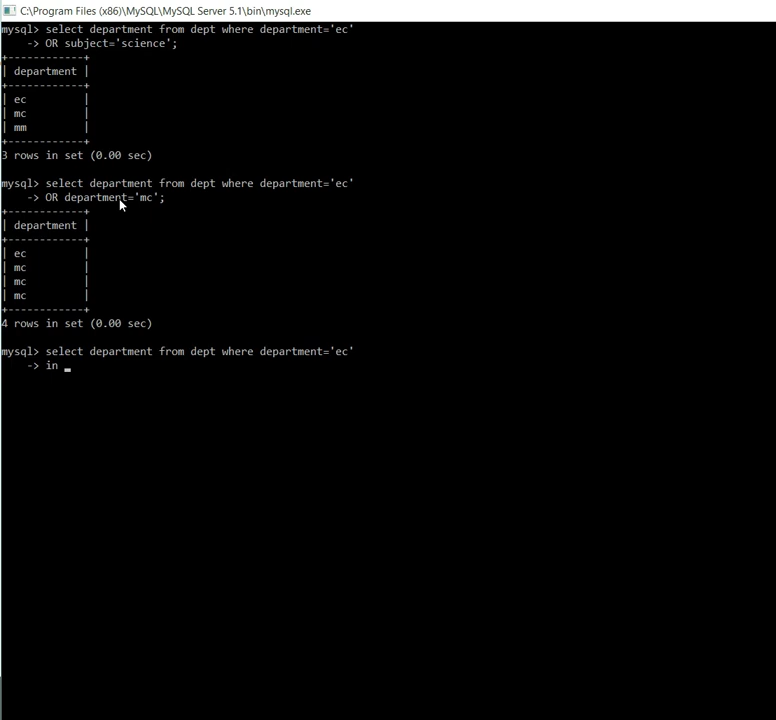 C:\Program Files (x86)\MySQL\MySQL Server 5.1\bin\mysql.exe
mysql> select department from dept where department='ec'
    -> OR subject='science';
+------------+
| department |
+------------+
| ec         |
| mc         |
| mm         |
+------------+
3 rows in set (0.00 sec)
mysql> select department from dept where department='ec'
    -> OR department='mc';
+------------+
| department |
+------------+
| ec         |
| mc         |
| mc         |
| mc         |
+------------+
4 rows in set (0.00 sec)
mysql> select department from dept where department='ec'
    -> in _